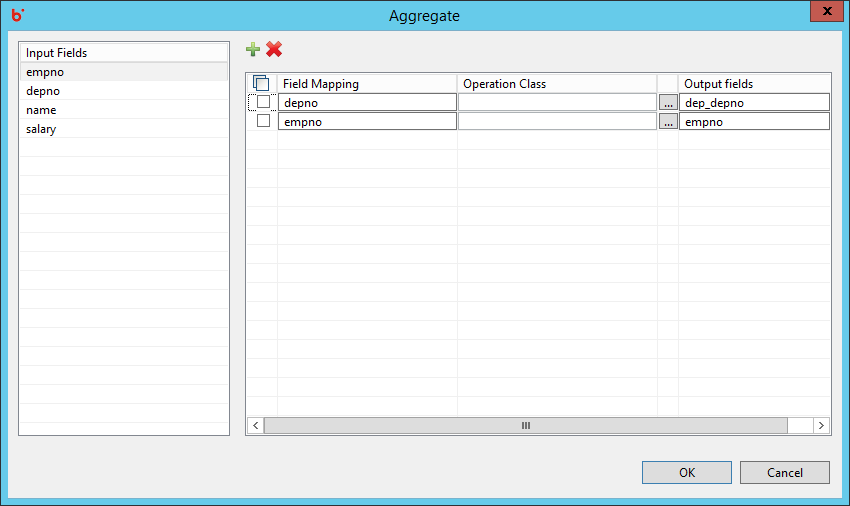 Aggregate
Input Fields
empno
depno
name
salary
Field Mapping Operation Class Output fields
depno ... dep_depno
empno ... empno
OK Cancel